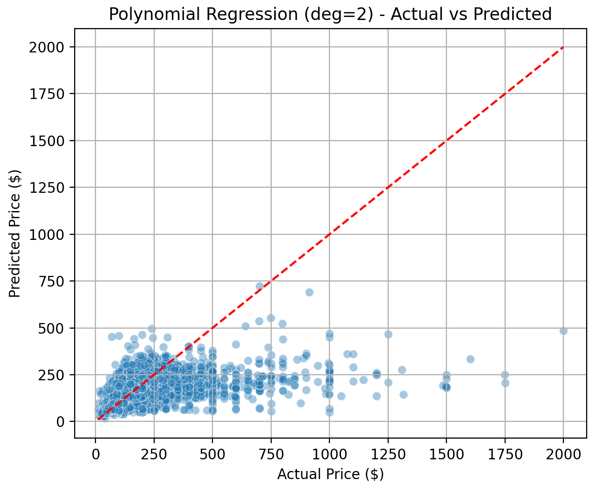 Polynomial Regression (deg=2) - Actual vs Predicted
Predicted Price ($)
2000
1750
1500
1250
1000
750
500
250
0
0 250 500 750 1000 1250 1500 1750 2000
Actual Price ($)